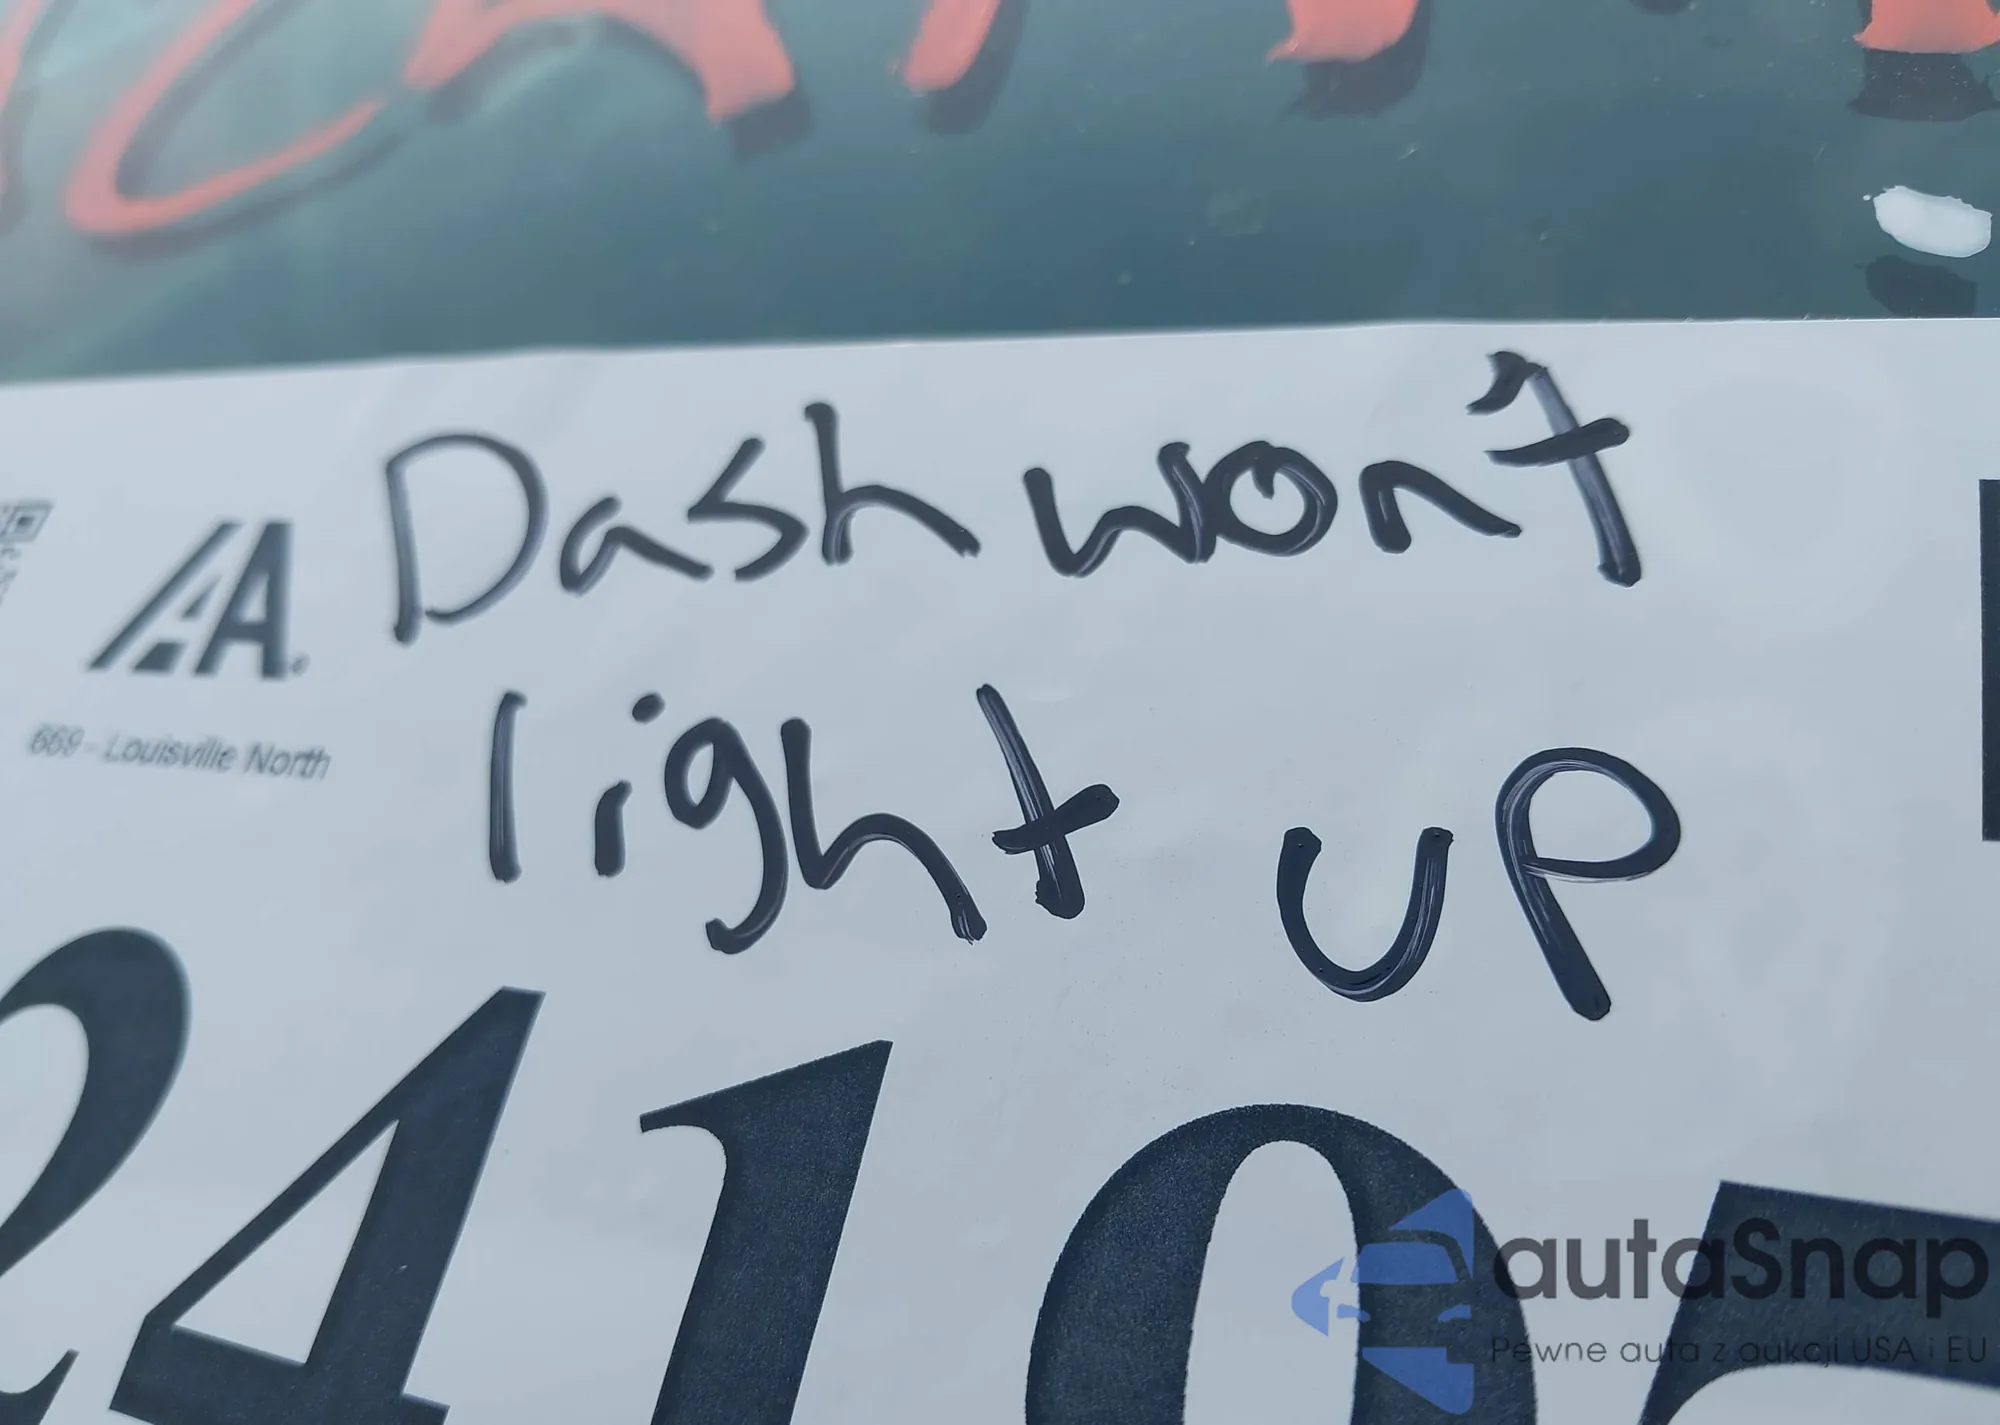 Dash won't
light up
IAA.
669 - Louisville North
2410
autaSnap
Pewne auta z aukcji USA i EU